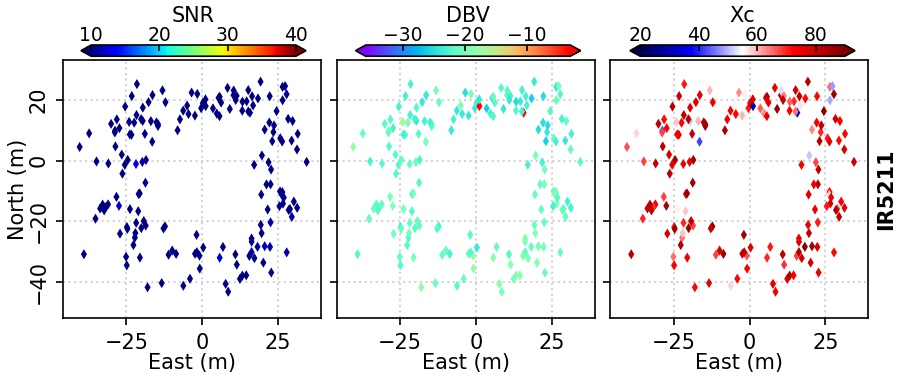 SNR DBV Xc
10 20 30 40 −30 −20 −10 20 40 60 80
20
0
−20
−40
North (m)
IR5211
−25 0 25 −25 0 25 −25 0 25
East (m) East (m) East (m)